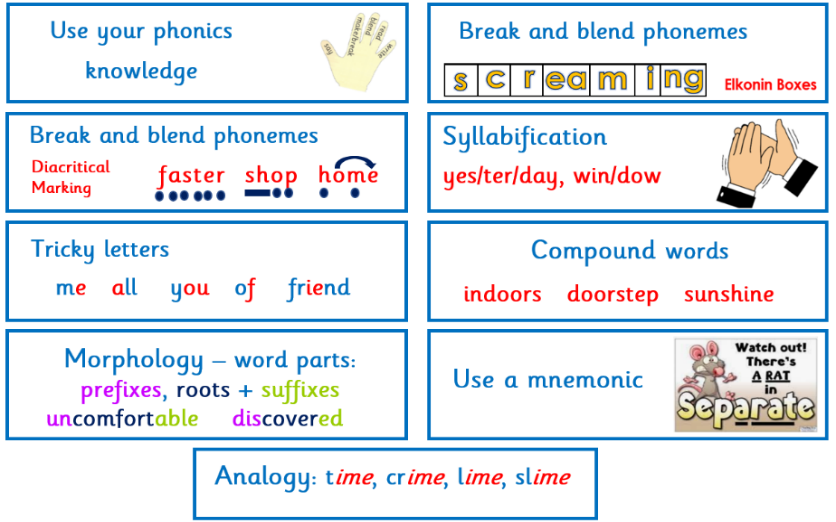 Use your phonics
knowledge
say
make/break
blend
read
write
Break and blend phonemes
screaming
Elkonin Boxes
Break and blend phonemes
Diacritical
Marking
faster shop home
Syllabification
yes/ter/day, win/dow
Tricky letters
me all you of friend
Compound words
indoors doorstep sunshine
Morphology – word parts:
prefixes, roots + suffixes
uncomfortable discovered
Use a mnemonic
Watch out!
There's
A RAT
in
Separate
Analogy: time, crime, lime, slime